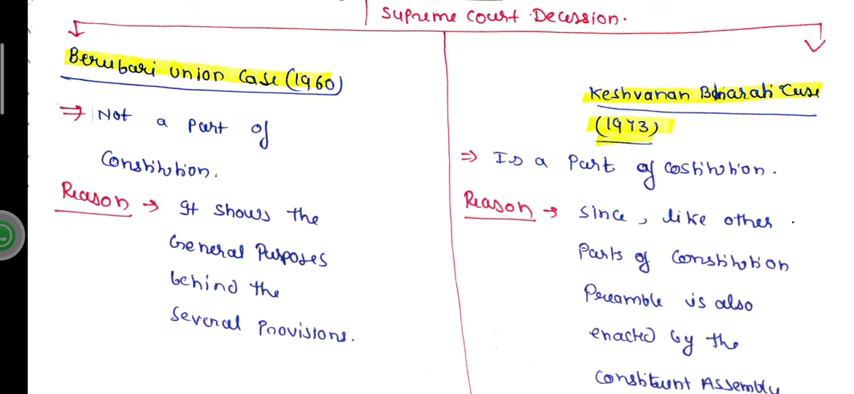 Supreme Court Decession.
Berubari Union Case (1960)
⇒ Not a part of
Constitution.
Reason → It shows the
General Purposes
behind the
Several Provisions.
Keshvanan Bharati Case
(1973)
⇒ Is a part of costitution.
Reason → Since, like other
Parts of constitution
Preamble is also
enacted by the
Constituent Assembly